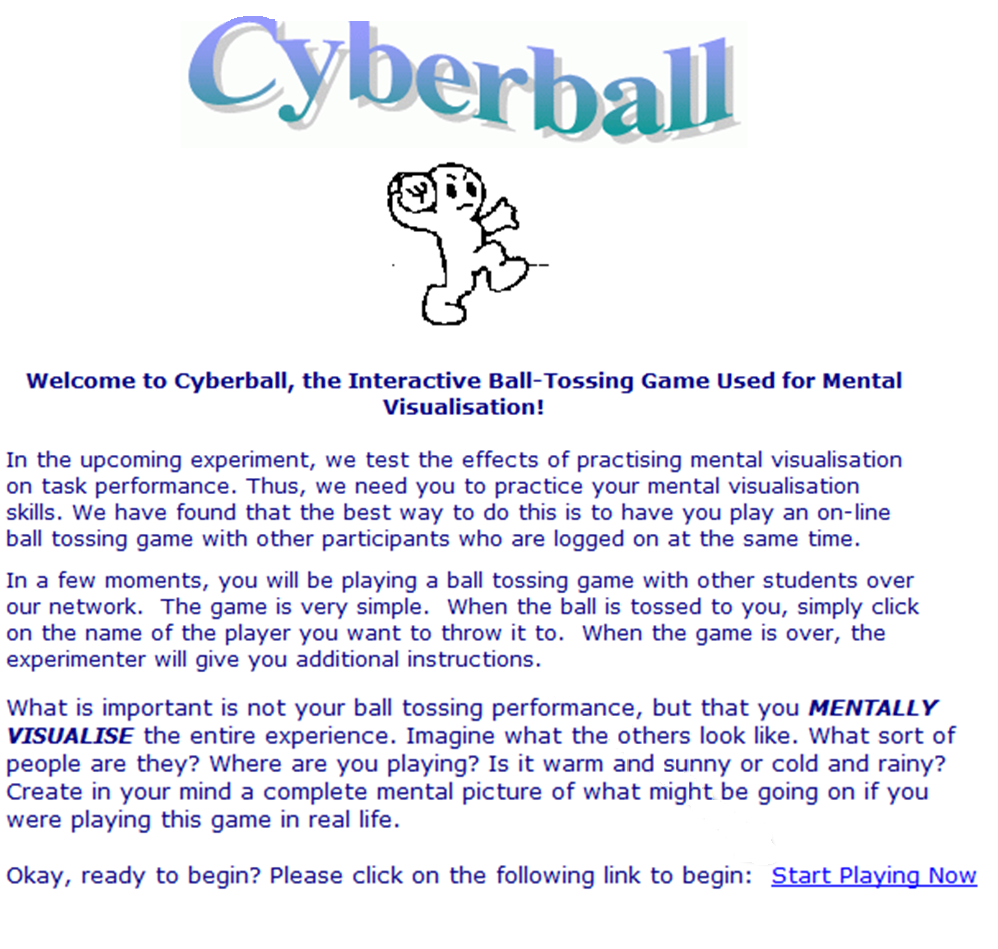 Cyberball
Welcome to Cyberball, the Interactive Ball-Tossing Game Used for Mental
Visualisation!
In the upcoming experiment, we test the effects of practising mental visualisation
on task performance. Thus, we need you to practice your mental visualisation
skills. We have found that the best way to do this is to have you play an on-line
ball tossing game with other participants who are logged on at the same time.
In a few moments, you will be playing a ball tossing game with other students over
our network.  The game is very simple.  When the ball is tossed to you, simply click
on the name of the player you want to throw it to.  When the game is over, the
experimenter will give you additional instructions.
What is important is not your ball tossing performance, but that you MENTALLY
VISUALISE the entire experience. Imagine what the others look like. What sort of
people are they? Where are you playing? Is it warm and sunny or cold and rainy?
Create in your mind a complete mental picture of what might be going on if you
were playing this game in real life.
Okay, ready to begin? Please click on the following link to begin:  Start Playing Now